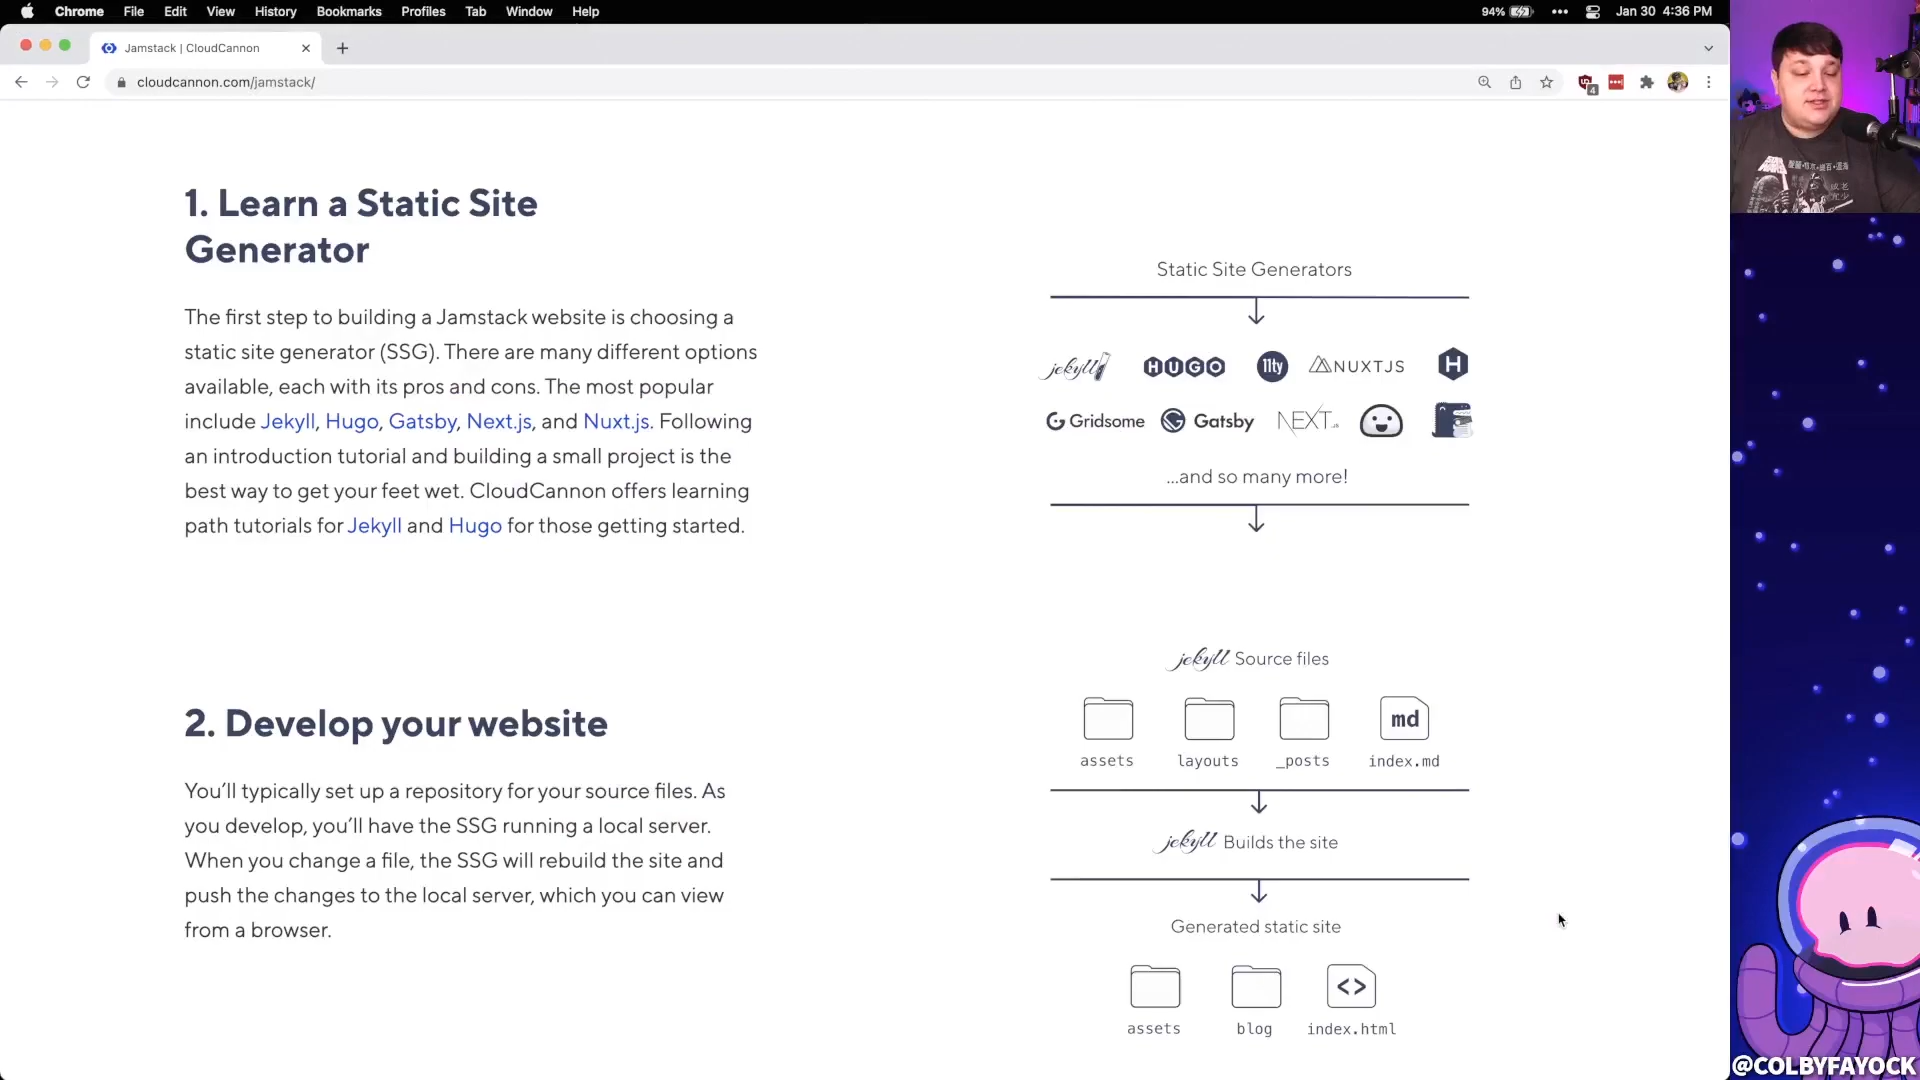 Chrome File Edit View History Bookmarks Profiles Tab Window Help
94% Jan 30 4:36 PM
Jamstack | CloudCannon
cloudcannon.com/jamstack/
4
1. Learn a Static Site
Generator
The first step to building a Jamstack website is choosing a
static site generator (SSG). There are many different options
available, each with its pros and cons. The most popular
include Jekyll, Hugo, Gatsby, Next.js, and Nuxt.js. Following
an introduction tutorial and building a small project is the
best way to get your feet wet. CloudCannon offers learning
path tutorials for Jekyll and Hugo for those getting started.
Static Site Generators
jekyll HUGO 11ty NUXTJS H
Gridsome Gatsby NEXT.js
...and so many more!
2. Develop your website
You'll typically set up a repository for your source files. As
you develop, you'll have the SSG running a local server.
When you change a file, the SSG will rebuild the site and
push the changes to the local server, which you can view
from a browser.
jekyll Source files
md
assets layouts _posts index.md
jekyll Builds the site
Generated static site
<>
assets blog index.html
@COLBYFAYOCK